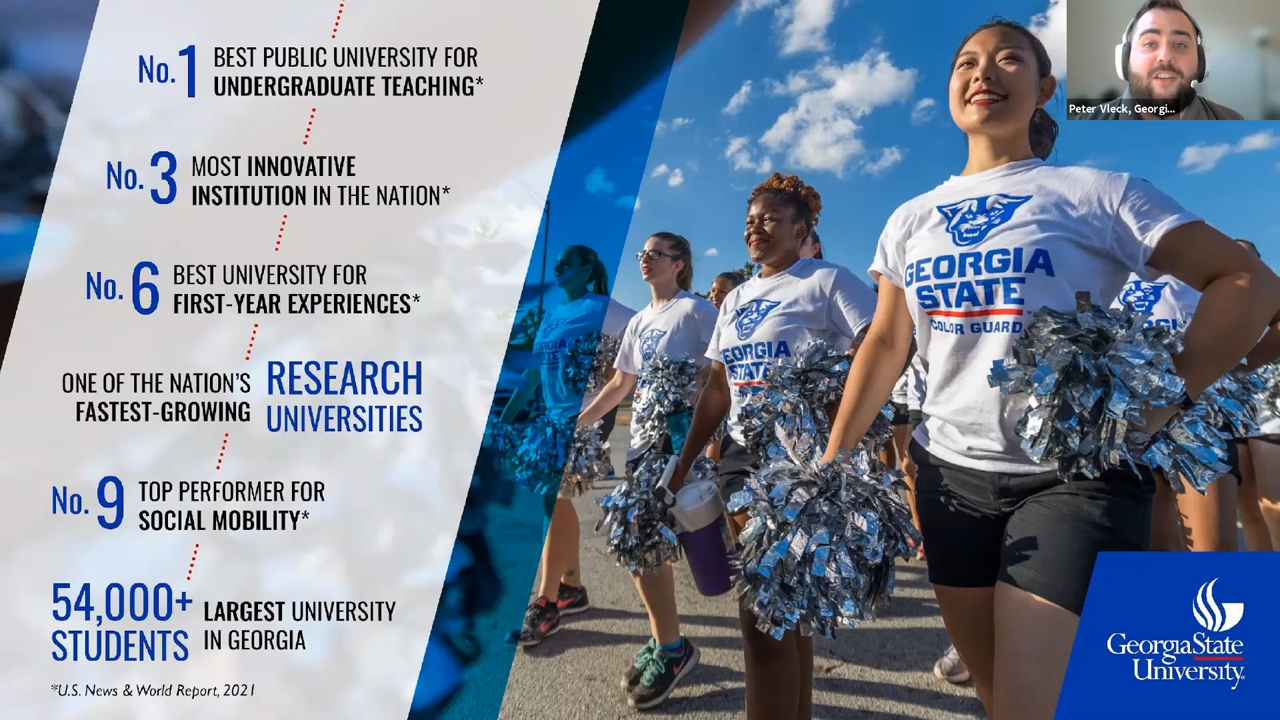 No. 1 BEST PUBLIC UNIVERSITY FOR
UNDERGRADUATE TEACHING*
No. 3 MOST INNOVATIVE
INSTITUTION IN THE NATION*
No. 6 BEST UNIVERSITY FOR
FIRST-YEAR EXPERIENCES*
ONE OF THE NATION'S
FASTEST-GROWING
RESEARCH
UNIVERSITIES
No. 9 TOP PERFORMER FOR
SOCIAL MOBILITY*
54,000+
STUDENTS
LARGEST UNIVERSITY
IN GEORGIA
*U.S. News & World Report, 2021
Peter Vleck, Georgi...
GEORGIA
STATE
COLOR GUARD
GEORGIA
STATE
GeorgiaState
University